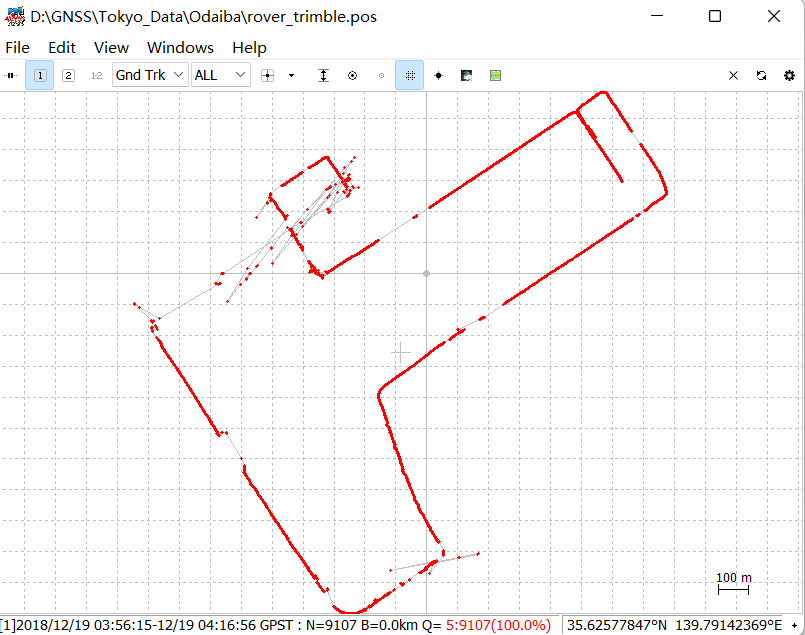 D:\GNSS\Tokyo_Data\Odaiba\rover_trimble.pos
File Edit View Windows Help
1 2 1-2 Gnd Trk ALL
100 m
[1]2018/12/19 03:56:15-12/19 04:16:56 GPST : N=9107 B=0.0km Q= 5:9107(100.0%) 35.62577847°N 139.79142369°E